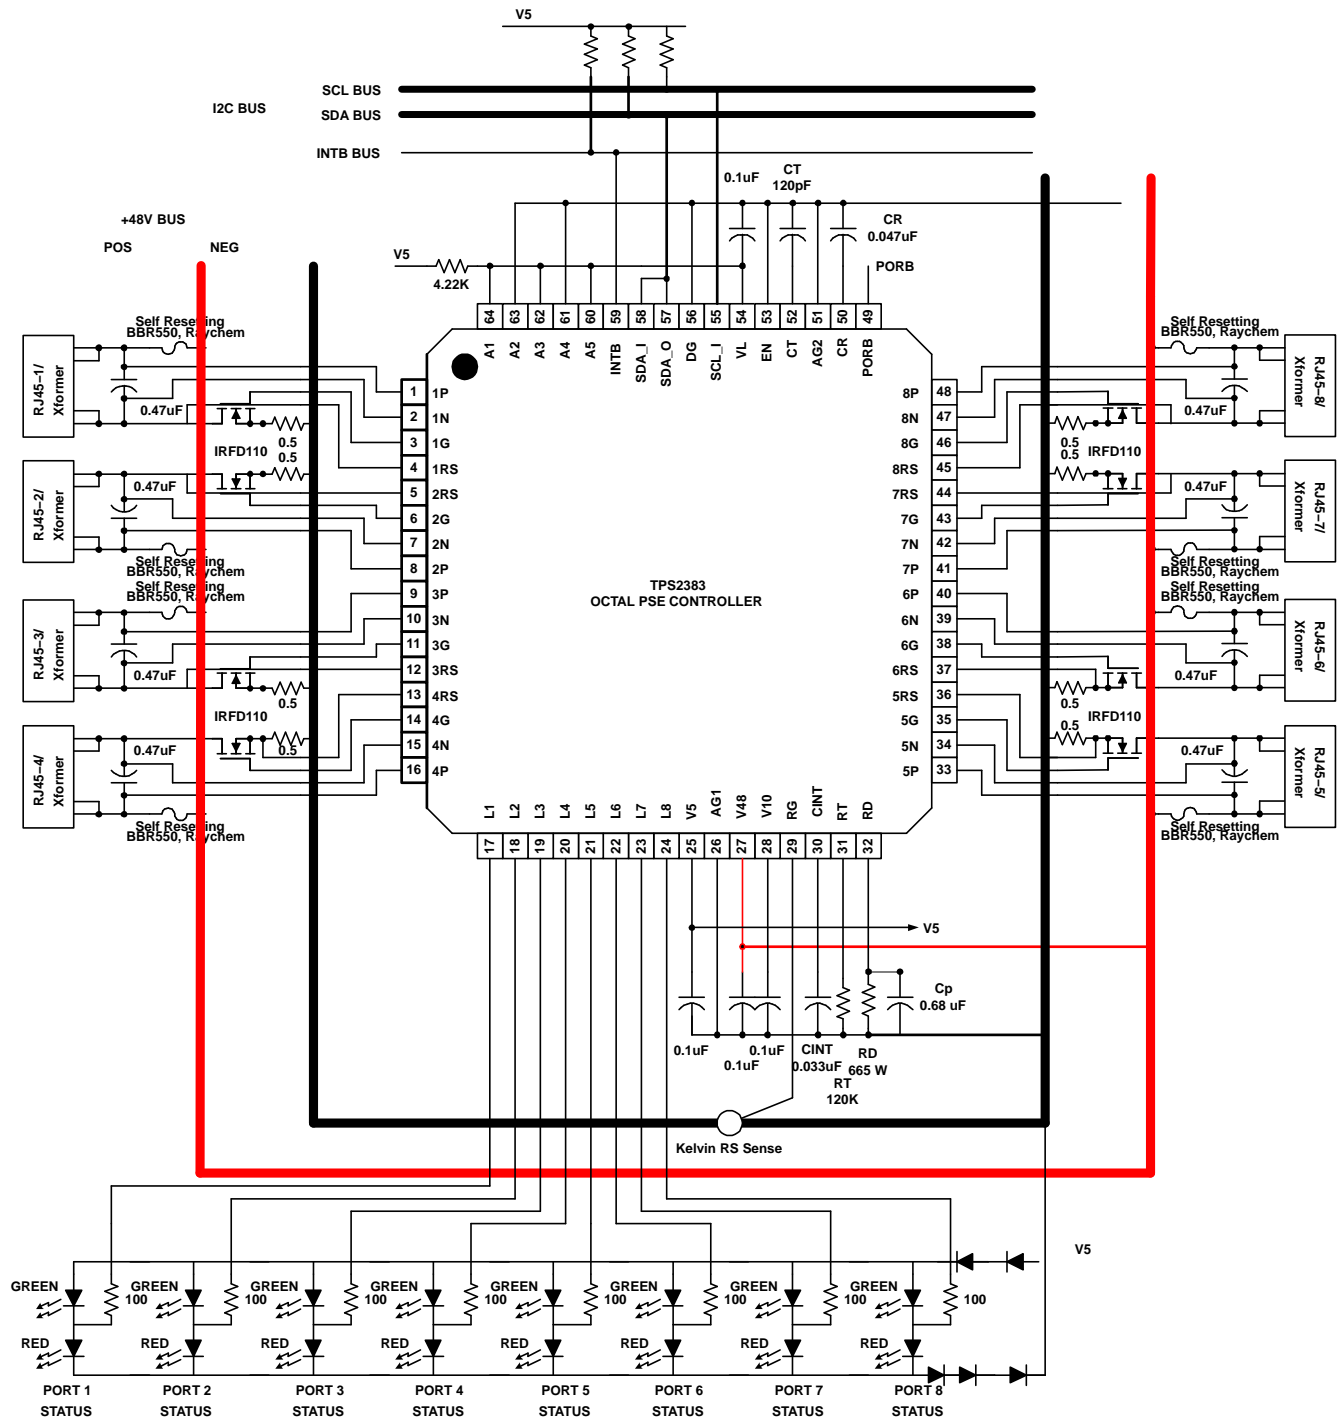 V5
SCL BUS
I2C BUS
SDA BUS
INTB BUS
0.1uF
CT
120pF
CR
0.047uF
+48V BUS
POS
NEG
V5
4.22K
PORB
64 63 62 61 60 59 58 57 56 55 54 53 52 51 50 49
A1 A2 A3 A4 A5 INTB SDA_I SDA_O DG SCL_I VL EN CT AG2 CR PORB
Self Resetting
BBR550, Raychem
RJ45-1/
Xformer
0.47uF
0.5
0.5
IRFD110
RJ45-2/
Xformer
0.47uF
Self Resetting
BBR550, Raychem
Self Resetting
BBR550, Raychem
RJ45-3/
Xformer
0.47uF
0.5
IRFD110
RJ45-4/
Xformer
0.47uF
0.5
Self Resetting
BBR550, Raychem
1 1P
2 1N
3 1G
4 1RS
5 2RS
6 2G
7 2N
8 2P
9 3P
10 3N
11 3G
12 3RS
13 4RS
14 4G
15 4N
16 4P
TPS2383
OCTAL PSE CONTROLLER
8P 48
8N 47
8G 46
8RS 45
7RS 44
7G 43
7N 42
7P 41
6P 40
6N 39
6G 38
6RS 37
5RS 36
5G 35
5N 34
5P 33
Self Resetting
BBR550, Raychem
RJ45-8/
Xformer
0.47uF
0.5
0.5
IRFD110
RJ45-7/
Xformer
0.47uF
Self Resetting
BBR550, Raychem
Self Resetting
BBR550, Raychem
RJ45-6/
Xformer
0.47uF
0.5
0.5
IRFD110
RJ45-5/
Xformer
0.47uF
Self Resetting
BBR550, Raychem
L1 L2 L3 L4 L5 L6 L7 L8 V5 AG1 V48 V10 RG CINT RT RD
17 18 19 20 21 22 23 24 25 26 27 28 29 30 31 32
V5
Cp
0.68 uF
0.1uF
0.1uF
0.1uF
CINT
0.033uF
RD
665 W
RT
120K
Kelvin RS Sense
V5
GREEN GREEN GREEN GREEN GREEN GREEN GREEN GREEN
100 100 100 100 100 100 100 100
RED RED RED RED RED RED RED RED
PORT 1 PORT 2 PORT 3 PORT 4 PORT 5 PORT 6 PORT 7 PORT 8
STATUS STATUS STATUS STATUS STATUS STATUS STATUS STATUS